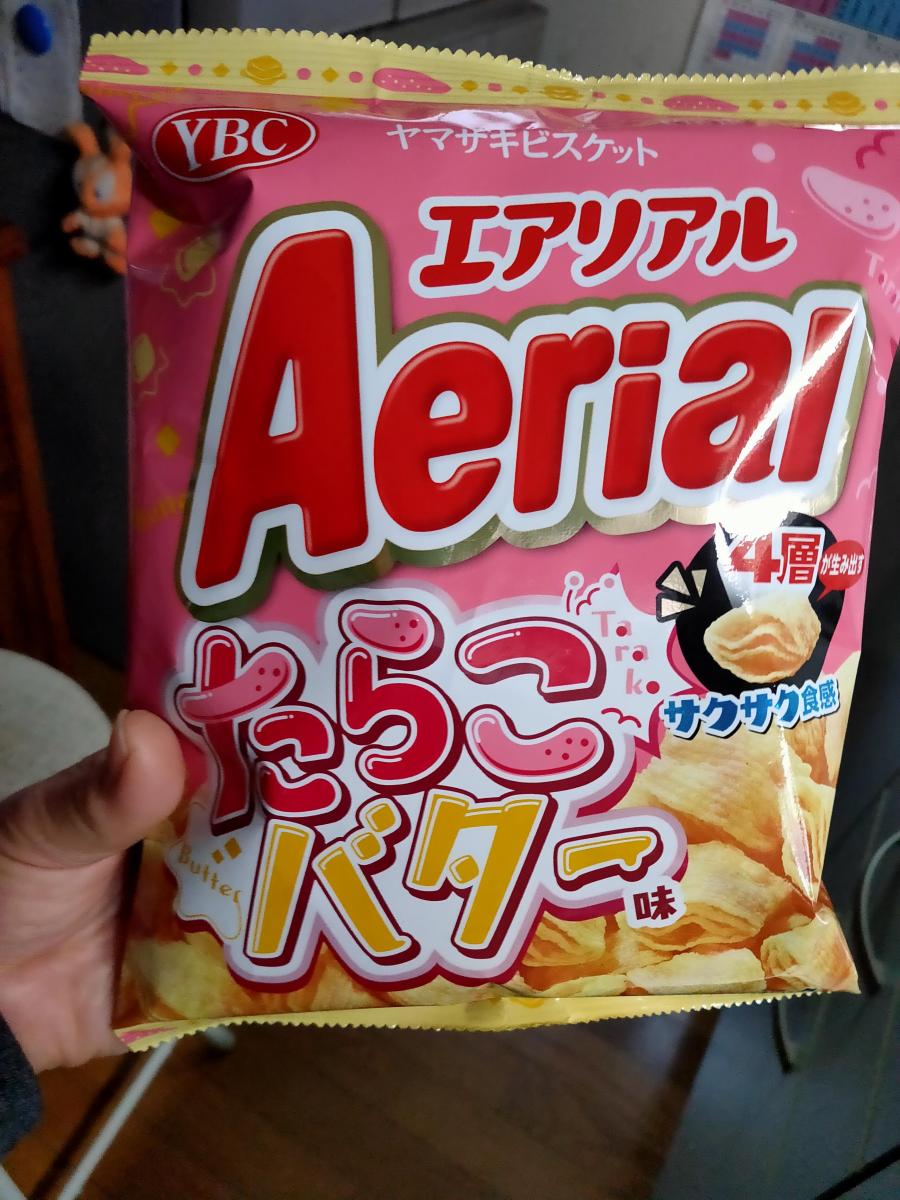 YBC
ヤマザキビスケット
エアリアル
Aerial
4層が生み出す
サクサク食感
Tarako
たらこ
バター味
Butter